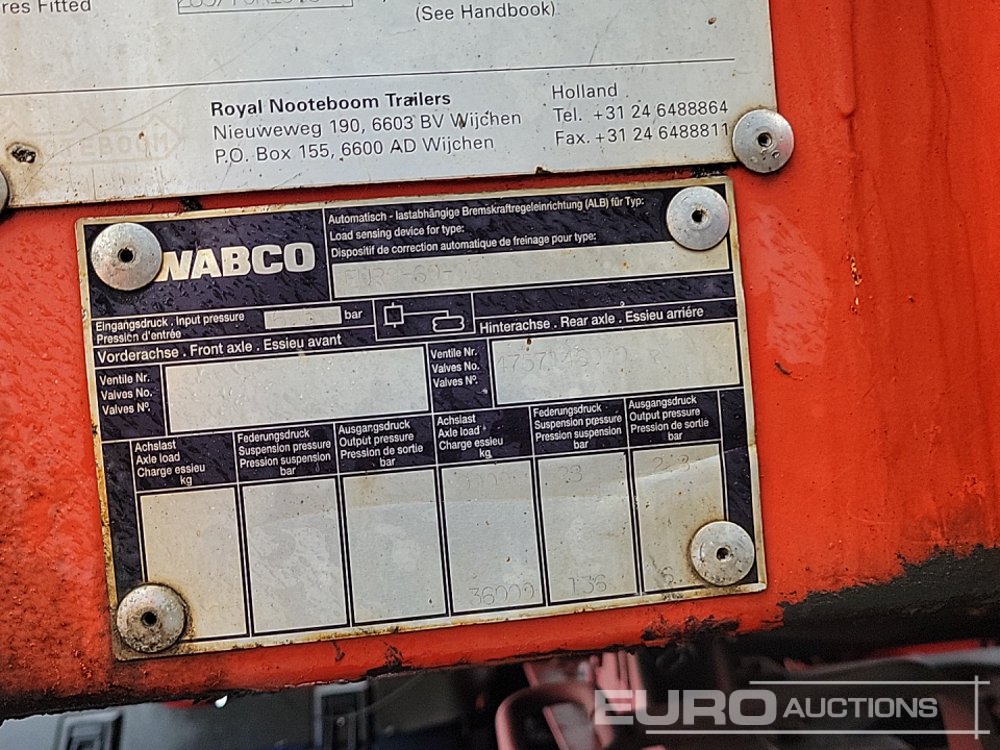 res Fitted
(See Handbook)
Royal Nooteboom Trailers
Nieuweweg 190, 6603 BV Wijchen
P.O. Box 155, 6600 AD Wijchen
Holland
Tel. +31 24 6488864
Fax. +31 24 6488811
WABCO
Automatisch - lastabhängige Bremskraftregeleinrichtung (ALB) für Typ:
Load sensing device for type:
Dispositif de correction automatique de freinage pour type:
Eingangsdruck . Input pressure
Pression d'entrée
bar
Vorderachse . Front axle . Essieu avant
Hinterachse . Rear axle . Essieu arriére
Ventile Nr.
Valves No.
Valves Nº.
Ventile Nr.
Valves No.
Valves Nº.
Achslast
Axle load
Charge essieu
kg
Federungsdruck
Suspension pressure
Pression suspension
bar
Ausgangsdruck
Output pressure
Pression de sortie
bar
Achslast
Axle load
Charge essieu
kg
Federungsdruck
Suspension pressure
Pression suspension
bar
Ausgangsdruck
Output pressure
Pression de sortie
bar
36000
EURO AUCTIONS